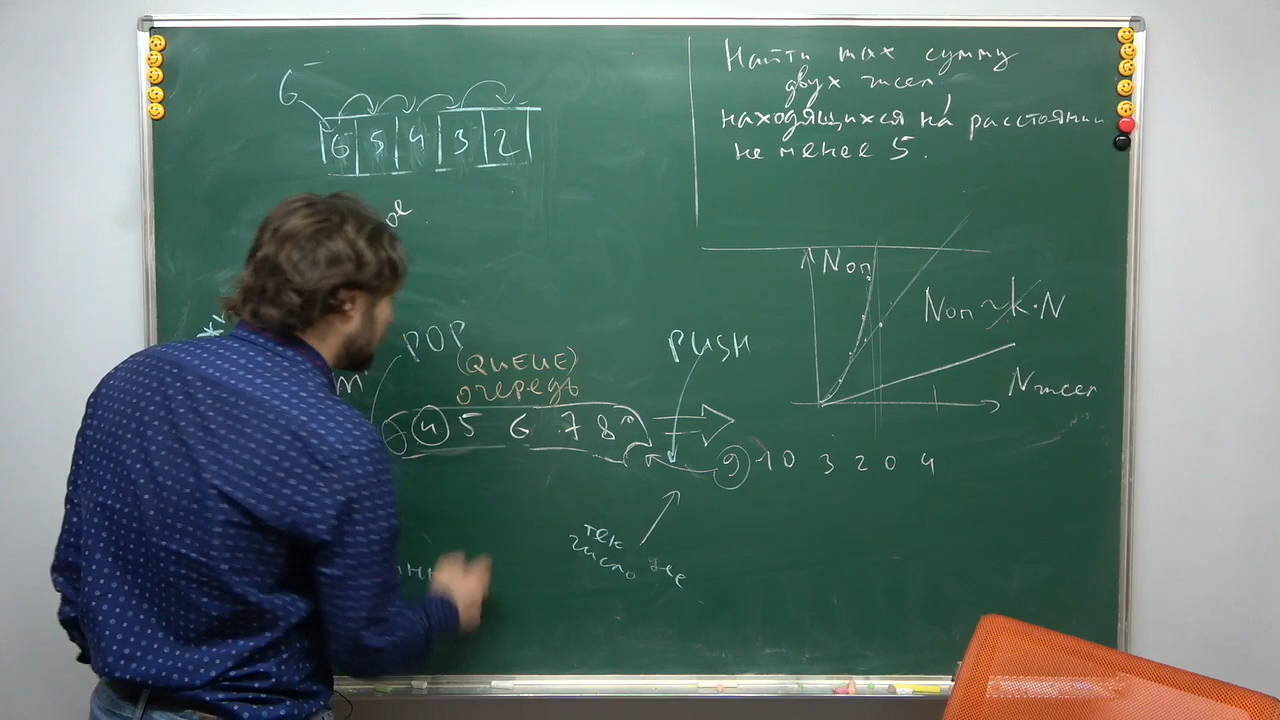 6
6 5 4 3 2
Найти max сумму
двух чисел,
находящихся на расстоянии
не менее 5.
Nоп
Nоп ~ k·N
Nчисел
POP
(QUEUE)
очередь
PUSH
4 5 6 7 8
9 10 3 2 0 4
тек
число